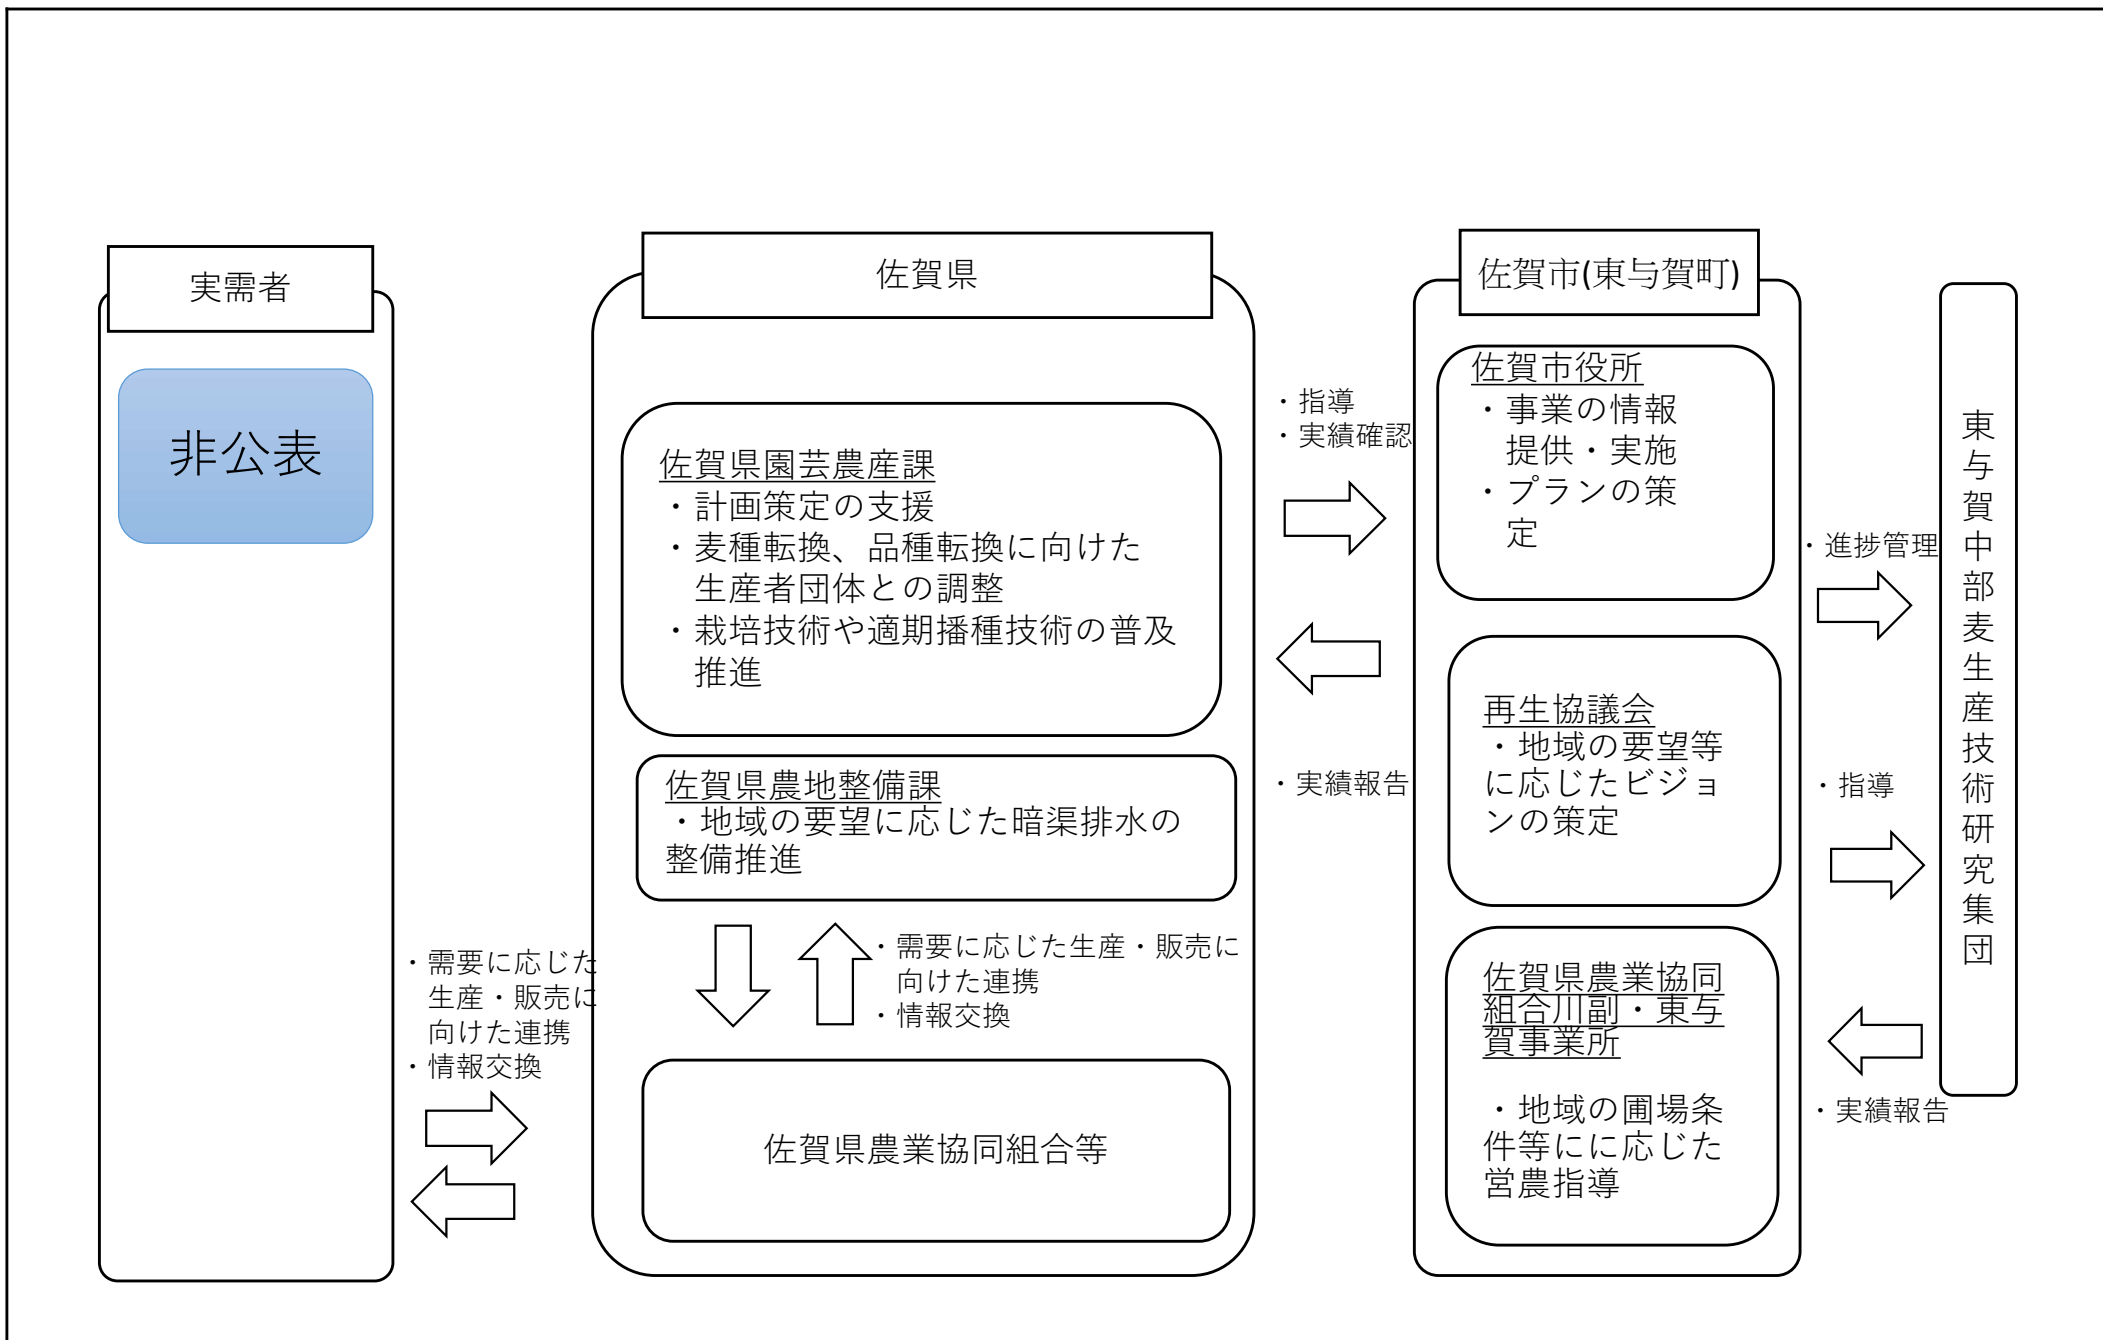 実需者
非公表
・需要に応じた
生産・販売に
向けた連携
・情報交換
佐賀県
佐賀県園芸農産課
・計画策定の支援
・麦種転換、品種転換に向けた
生産者団体との調整
・栽培技術や適期播種技術の普及
推進
佐賀県農地整備課
・地域の要望に応じた暗渠排水の
整備推進
・需要に応じた生産・販売に
向けた連携
・情報交換
佐賀県農業協同組合等
・指導
・実績確認
・実績報告
佐賀市(東与賀町)
佐賀市役所
・事業の情報
提供・実施
・プランの策
定
再生協議会
・地域の要望等
に応じたビジョ
ンの策定
佐賀県農業協同
組合川副・東与
賀事業所
・地域の圃場条
件等にに応じた
営農指導
・進捗管理
・指導
・実績報告
東与賀中部麦生産技術研究集団